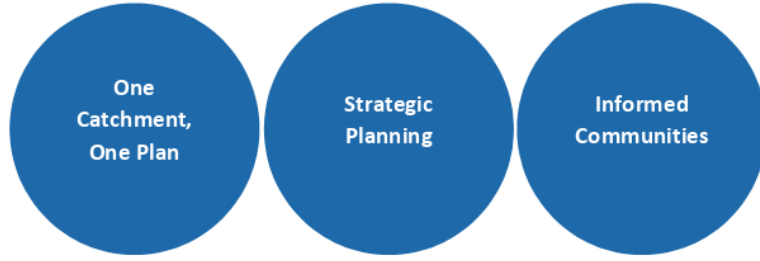 One
Catchment,
One Plan
Strategic
Planning
Informed
Communities